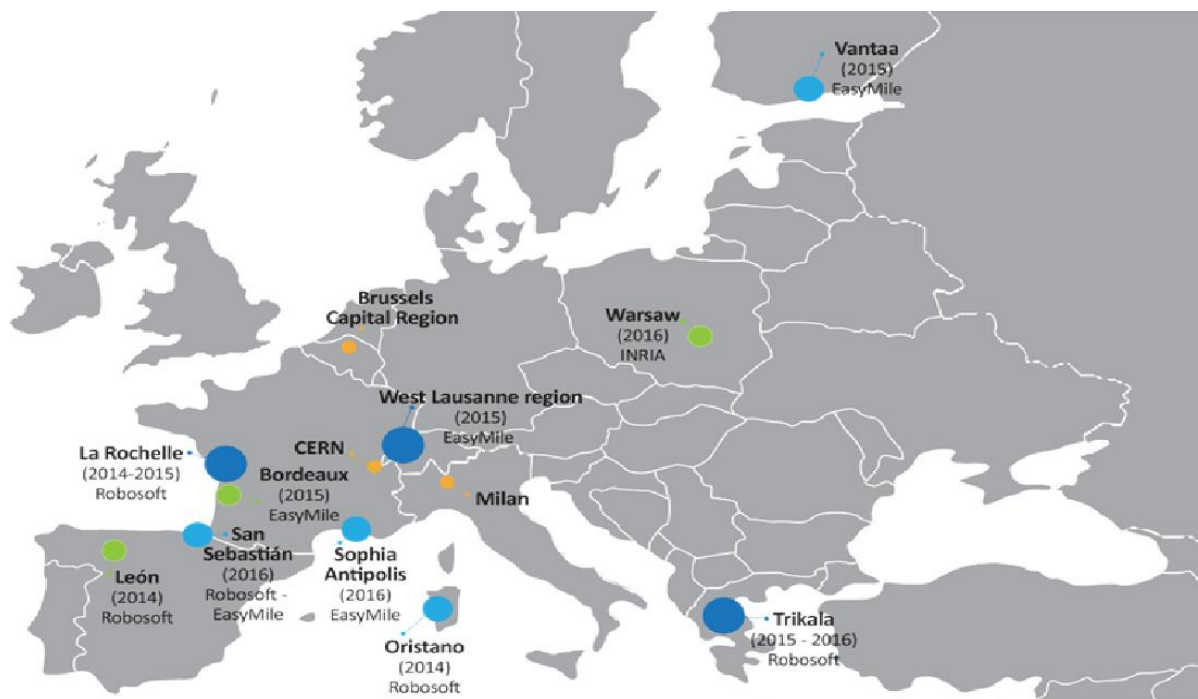 Vantaa
(2015)
EasyMile
Brussels
Capital Region
Warsaw
(2016)
INRIA
West Lausanne region
(2015)
EasyMile
CERN
La Rochelle
(2014-2015)
Robosoft
Bordeaux
(2015)
EasyMile
Milan
San
Sebastián
(2016)
Robosoft -
EasyMile
Sophia
Antipolis
(2016)
EasyMile
León
(2014)
Robosoft
Oristano
(2014)
Robosoft
Trikala
(2015 - 2016)
Robosoft